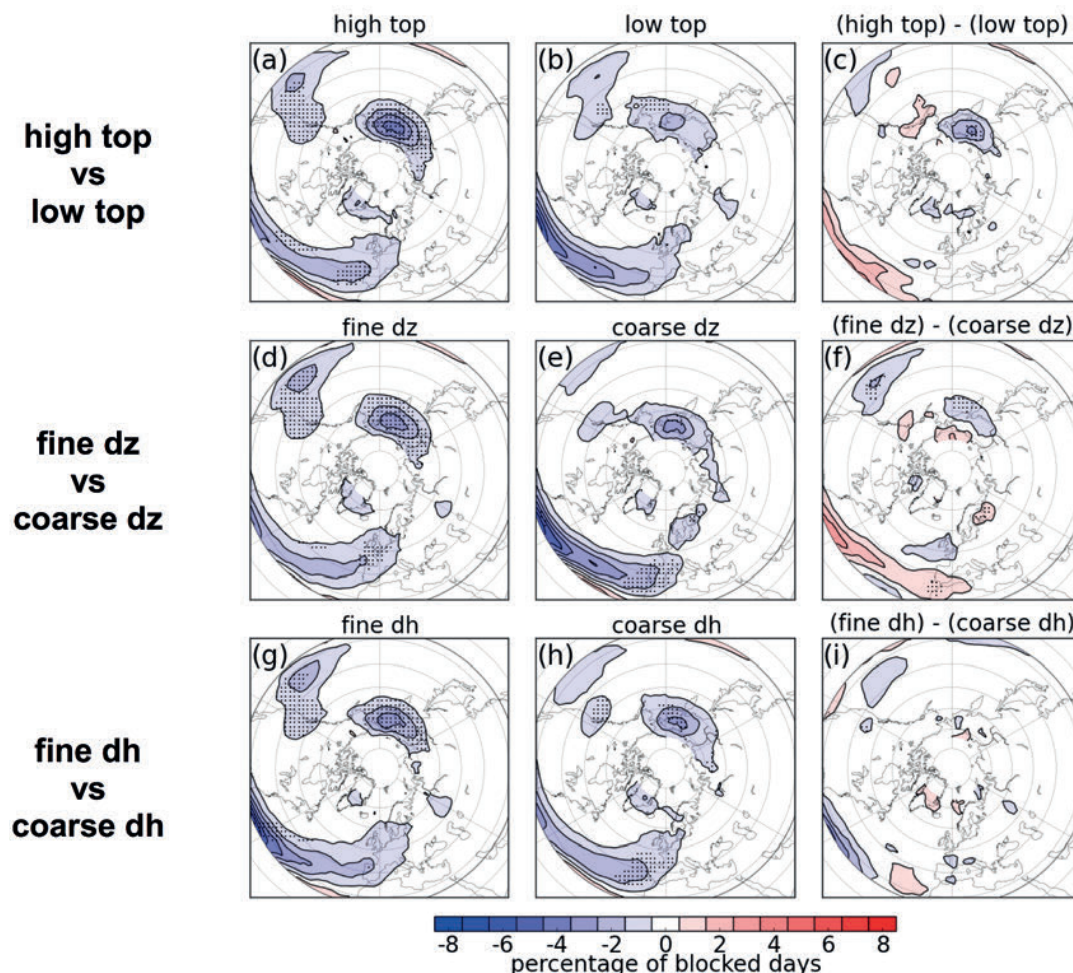 high top
low top
(high top) - (low top)
high top
vs
low top
(a)
(b)
(c)
fine dz
coarse dz
(fine dz) - (coarse dz)
fine dz
vs
coarse dz
(d)
(e)
(f)
fine dh
coarse dh
(fine dh) - (coarse dh)
fine dh
vs
coarse dh
(g)
(h)
(i)
-8 -6 -4 -2 0 2 4 6 8
percentage of blocked days